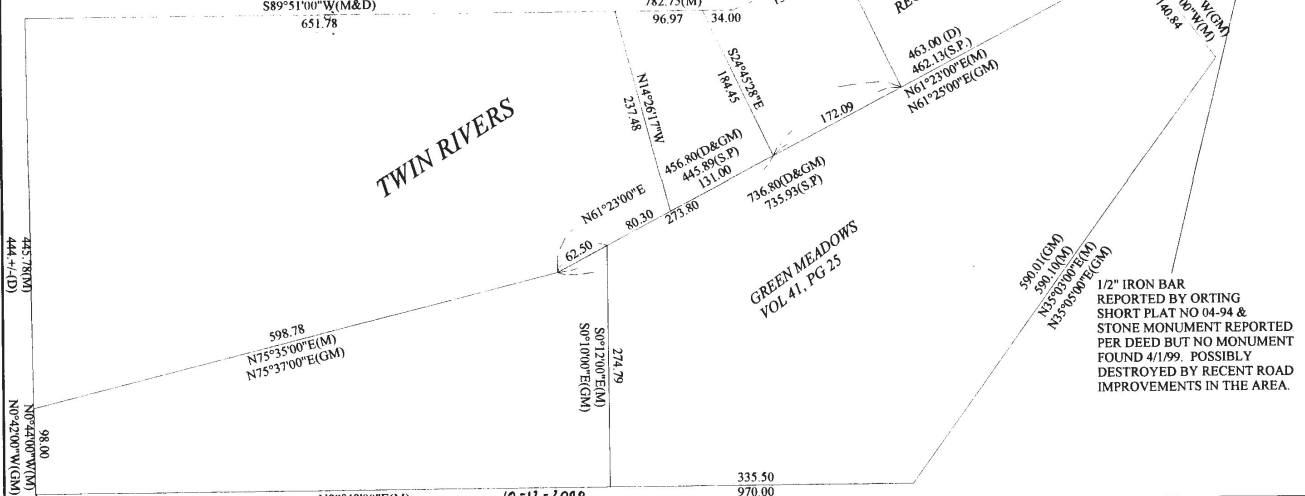 S89°51'00"W(M&D)
651.78
782.75(M)
96.97
34.00
S24°45'28"E
184.45
N14°26'17"W
237.48
463.00 (D)
462.13(S.P.)
N61°23'00"E(M)
N61°25'00"E(GM)
W(GM)
00"W(M)
140.84
TWIN RIVERS
172.09
456.80(D&GM)
445.89(S.P)
131.00
736.80(D&GM)
735.93(S.P)
N61°23'00"E
80.30
273.80
62.50
GREEN MEADOWS
VOL 41, PG 25
445.78(M)
444.+/-(D)
598.78
N75°35'00"E(M)
N75°37'00"E(GM)
274.79
S0°12'00"E(M)
S0°10'00"E(GM)
590.01(GM)
590.10(M)
N35°03'00"E(M)
N35°05'00"E(GM)
1/2" IRON BAR
REPORTED BY ORTING
SHORT PLAT NO 04-94 &
STONE MONUMENT REPORTED
PER DEED BUT NO MONUMENT
FOUND 4/1/99. POSSIBLY
DESTROYED BY RECENT ROAD
IMPROVEMENTS IN THE AREA.
98.00
N0°44'00"W(M)
N0°42'00"W(GM)
335.50
970.00